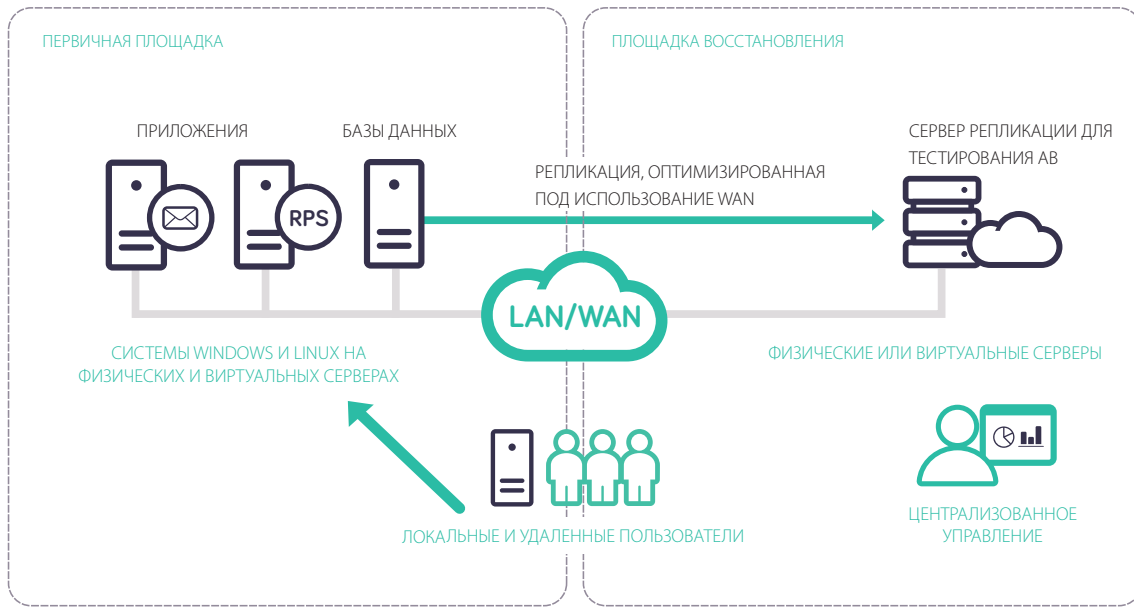 ПЕРВИЧНАЯ ПЛОЩАДКА
ПЛОЩАДКА ВОССТАНОВЛЕНИЯ
ПРИЛОЖЕНИЯ
БАЗЫ ДАННЫХ
СЕРВЕР РЕПЛИКАЦИИ ДЛЯ
ТЕСТИРОВАНИЯ АВ
РЕПЛИКАЦИЯ, ОПТИМИЗИРОВАННАЯ
ПОД ИСПОЛЬЗОВАНИЕ WAN
RPS
LAN/WAN
СИСТЕМЫ WINDOWS И LINUX НА
ФИЗИЧЕСКИХ И ВИРТУАЛЬНЫХ СЕРВЕРАХ
ФИЗИЧЕСКИЕ ИЛИ ВИРТУАЛЬНЫЕ СЕРВЕРЫ
ЛОКАЛЬНЫЕ И УДАЛЕННЫЕ ПОЛЬЗОВАТЕЛИ
ЦЕНТРАЛИЗОВАННОЕ
УПРАВЛЕНИЕ